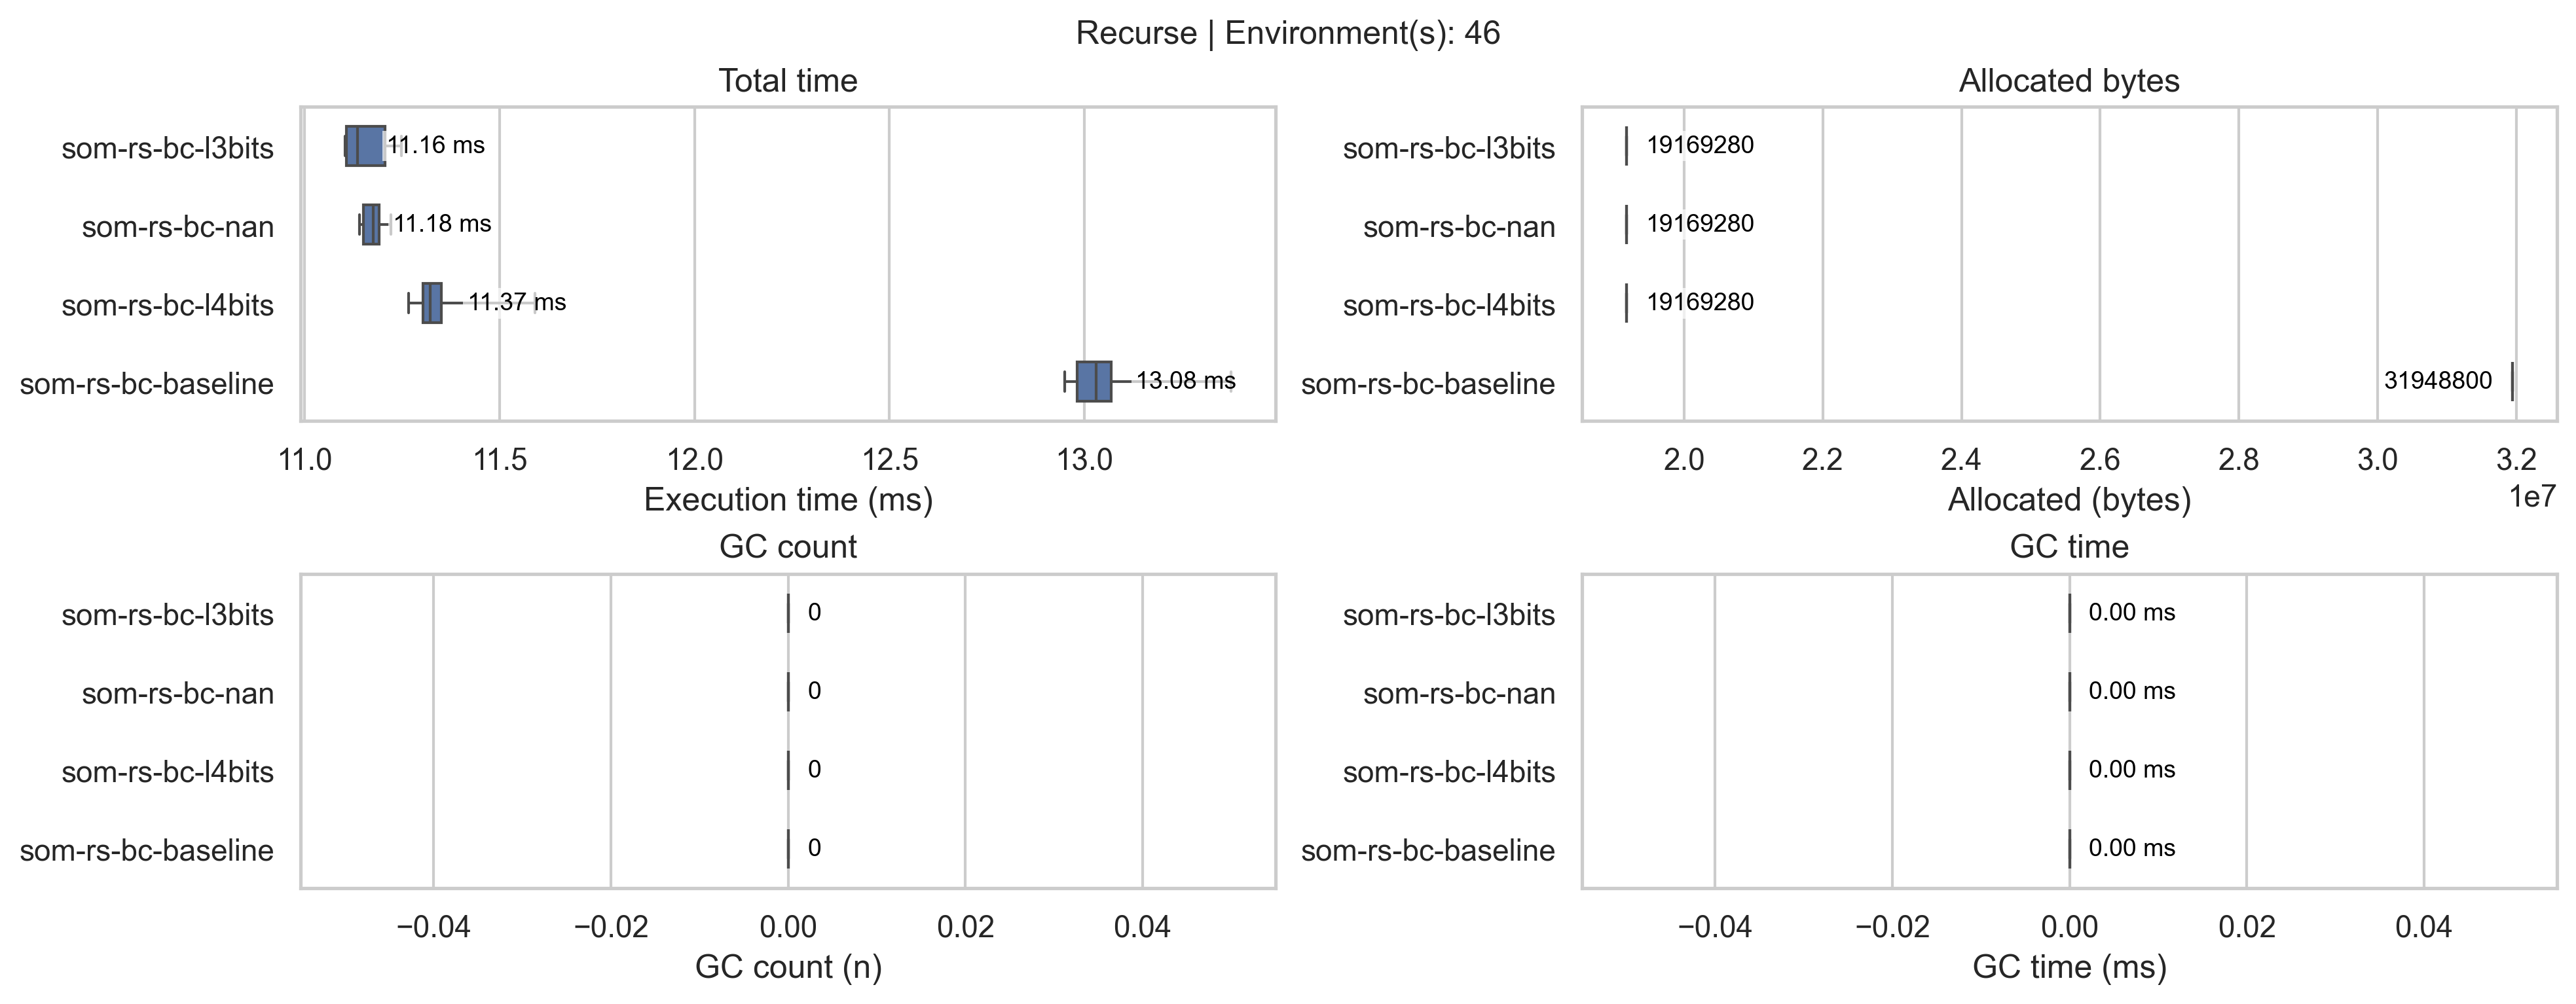 Recurse | Environment(s): 46
Total time
som-rs-bc-l3bits
11.16 ms
som-rs-bc-nan
11.18 ms
som-rs-bc-l4bits
11.37 ms
som-rs-bc-baseline
13.08 ms
11.0 11.5 12.0 12.5 13.0
Execution time (ms)
Allocated bytes
som-rs-bc-l3bits
19169280
som-rs-bc-nan
19169280
som-rs-bc-l4bits
19169280
som-rs-bc-baseline
31948800
2.0 2.2 2.4 2.6 2.8 3.0 3.2
1e7
Allocated (bytes)
GC count
som-rs-bc-l3bits
0
som-rs-bc-nan
0
som-rs-bc-l4bits
0
som-rs-bc-baseline
0
−0.04 −0.02 0.00 0.02 0.04
GC count (n)
GC time
som-rs-bc-l3bits
0.00 ms
som-rs-bc-nan
0.00 ms
som-rs-bc-l4bits
0.00 ms
som-rs-bc-baseline
0.00 ms
−0.04 −0.02 0.00 0.02 0.04
GC time (ms)